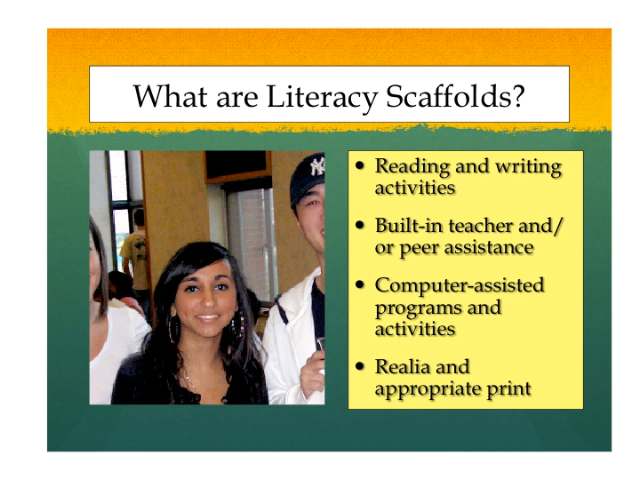 What are Literacy Scaffolds?
NY
• Reading and writing
activities
• Built-in teacher and/
or peer assistance
• Computer-assisted
programs and
activities
• Realia and
appropriate print